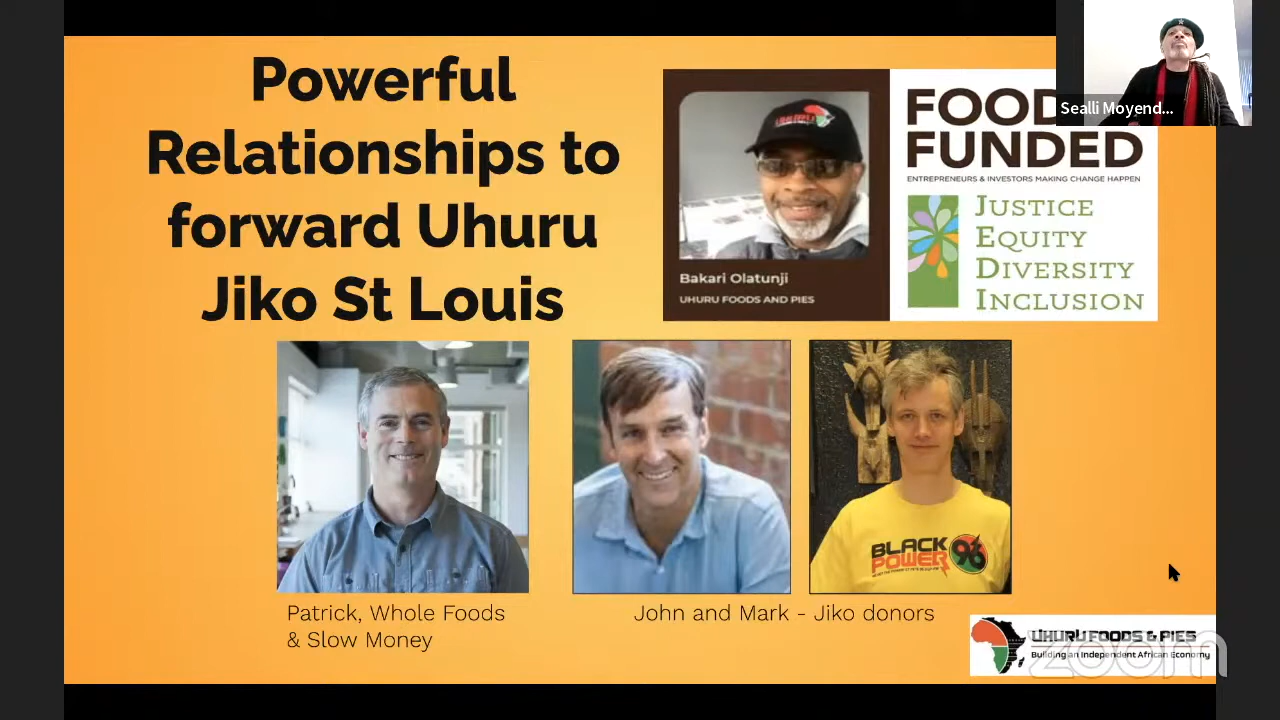 Powerful
Relationships to
forward Uhuru
Jiko St Louis
UHURU
Bakari Olatunji
UHURU FOODS AND PIES
FOOD
FUNDED
ENTREPRENEURS & INVESTORS MAKING CHANGE HAPPEN
JUSTICE
EQUITY
DIVERSITY
INCLUSION
Sealli Moyend...
BLACK
POWER 96
Patrick, Whole Foods
& Slow Money
John and Mark - Jiko donors
UHURU FOODS & PIES
Building an Independent African Economy
zoom